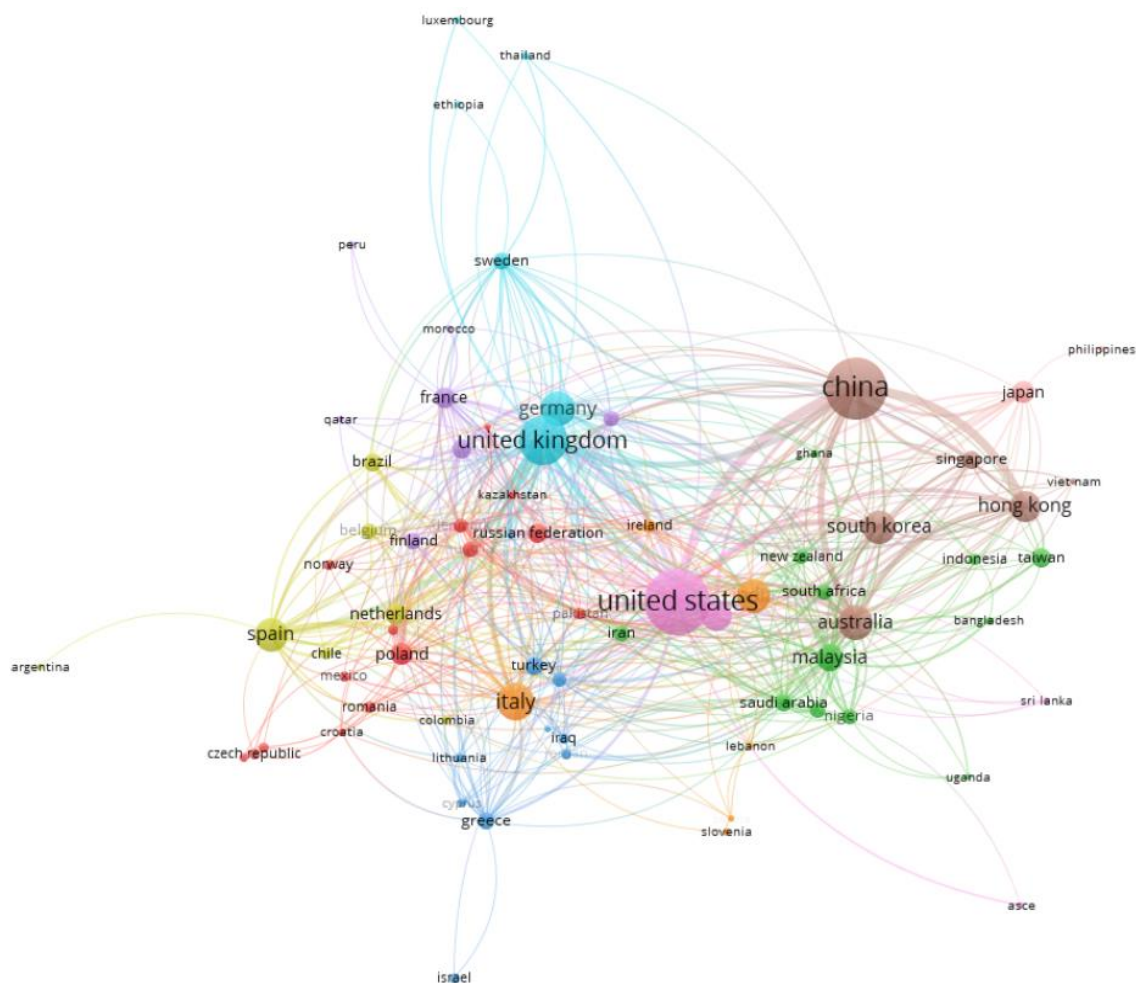 luxembourg
thailand
ethiopia
peru
sweden
morocco
philippines
china
japan
france
germany
qatar
united kingdom
ghana
singapore
brazil
viet nam
kazakhstan
hong kong
belgium
russian federation
ireland
south korea
finland
new zealand
indonesia
taiwan
norway
south africa
united states
netherlands
pakistan
bangladesh
spain
iran
australia
chile
poland
malaysia
argentina
turkey
mexico
italy
saudi arabia
sri lanka
romania
nigeria
colombia
croatia
iraq
lebanon
czech republic
lithuania
uganda
cyprus
greece
slovenia
asce
israel